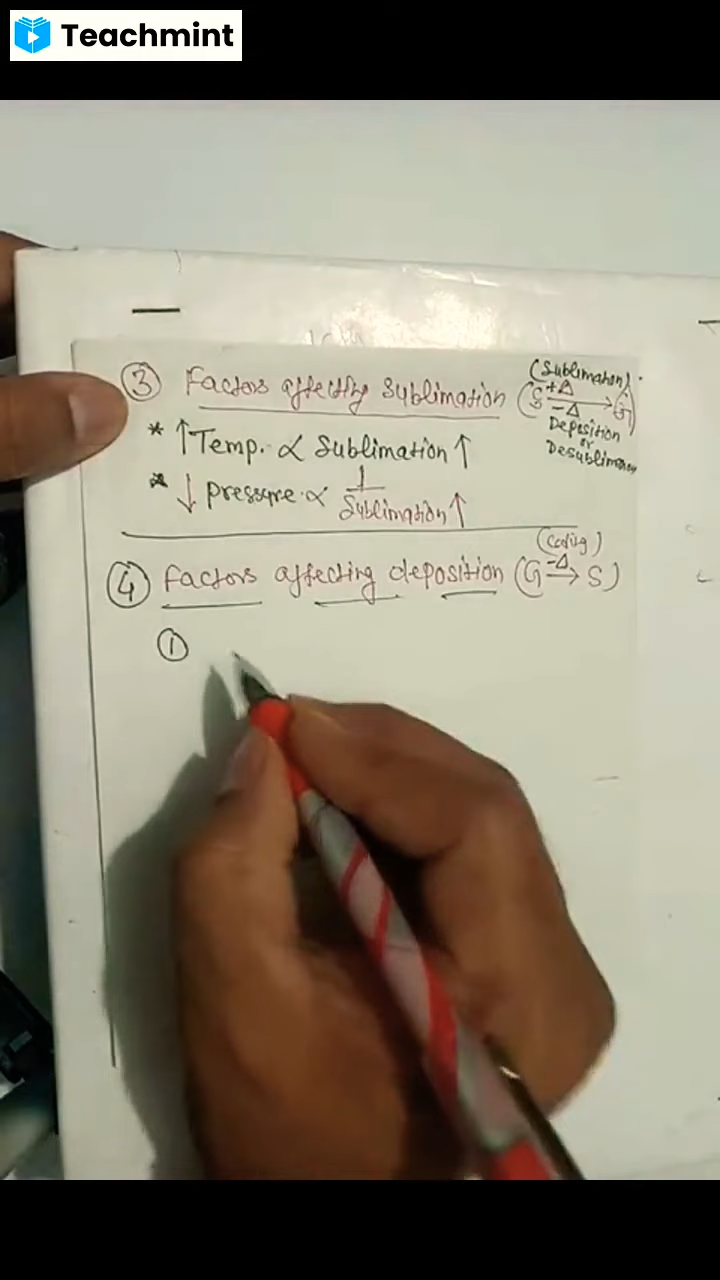 Teachmint
③ Factors affecting Sublimation (S +Δ → G)
(Sublimation)
-Δ
Deposition
or
Desublimation
* ↑ Temp. ∝ Sublimation ↑
* ↓ Pressure ∝ 1/Sublimation ↑
④ Factors affecting deposition (G -Δ → S)
①